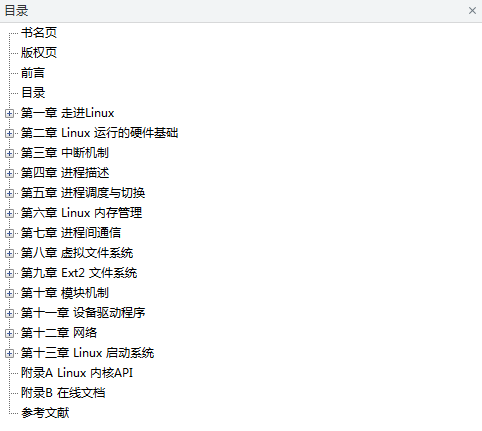 目录
书名页
版权页
前言
目录
第一章 走进Linux
第二章 Linux 运行的硬件基础
第三章 中断机制
第四章 进程描述
第五章 进程调度与切换
第六章 Linux 内存管理
第七章 进程间通信
第八章 虚拟文件系统
第九章 Ext2 文件系统
第十章 模块机制
第十一章 设备驱动程序
第十二章 网络
第十三章 Linux 启动系统
附录A Linux 内核API
附录B 在线文档
参考文献